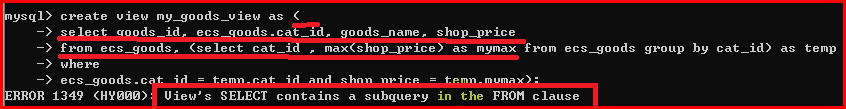 mysql> create view my_goods_view as (
-> select goods_id, ecs_goods.cat_id, goods_name, shop_price
-> from ecs_goods, (select cat_id , max(shop_price) as mymax from ecs_goods group by cat_id) as temp
-> where
-> ecs_goods.cat_id = temp.cat_id and shop_price = temp.mymax);
ERROR 1349 (HY000): View's SELECT contains a subquery in the FROM clause